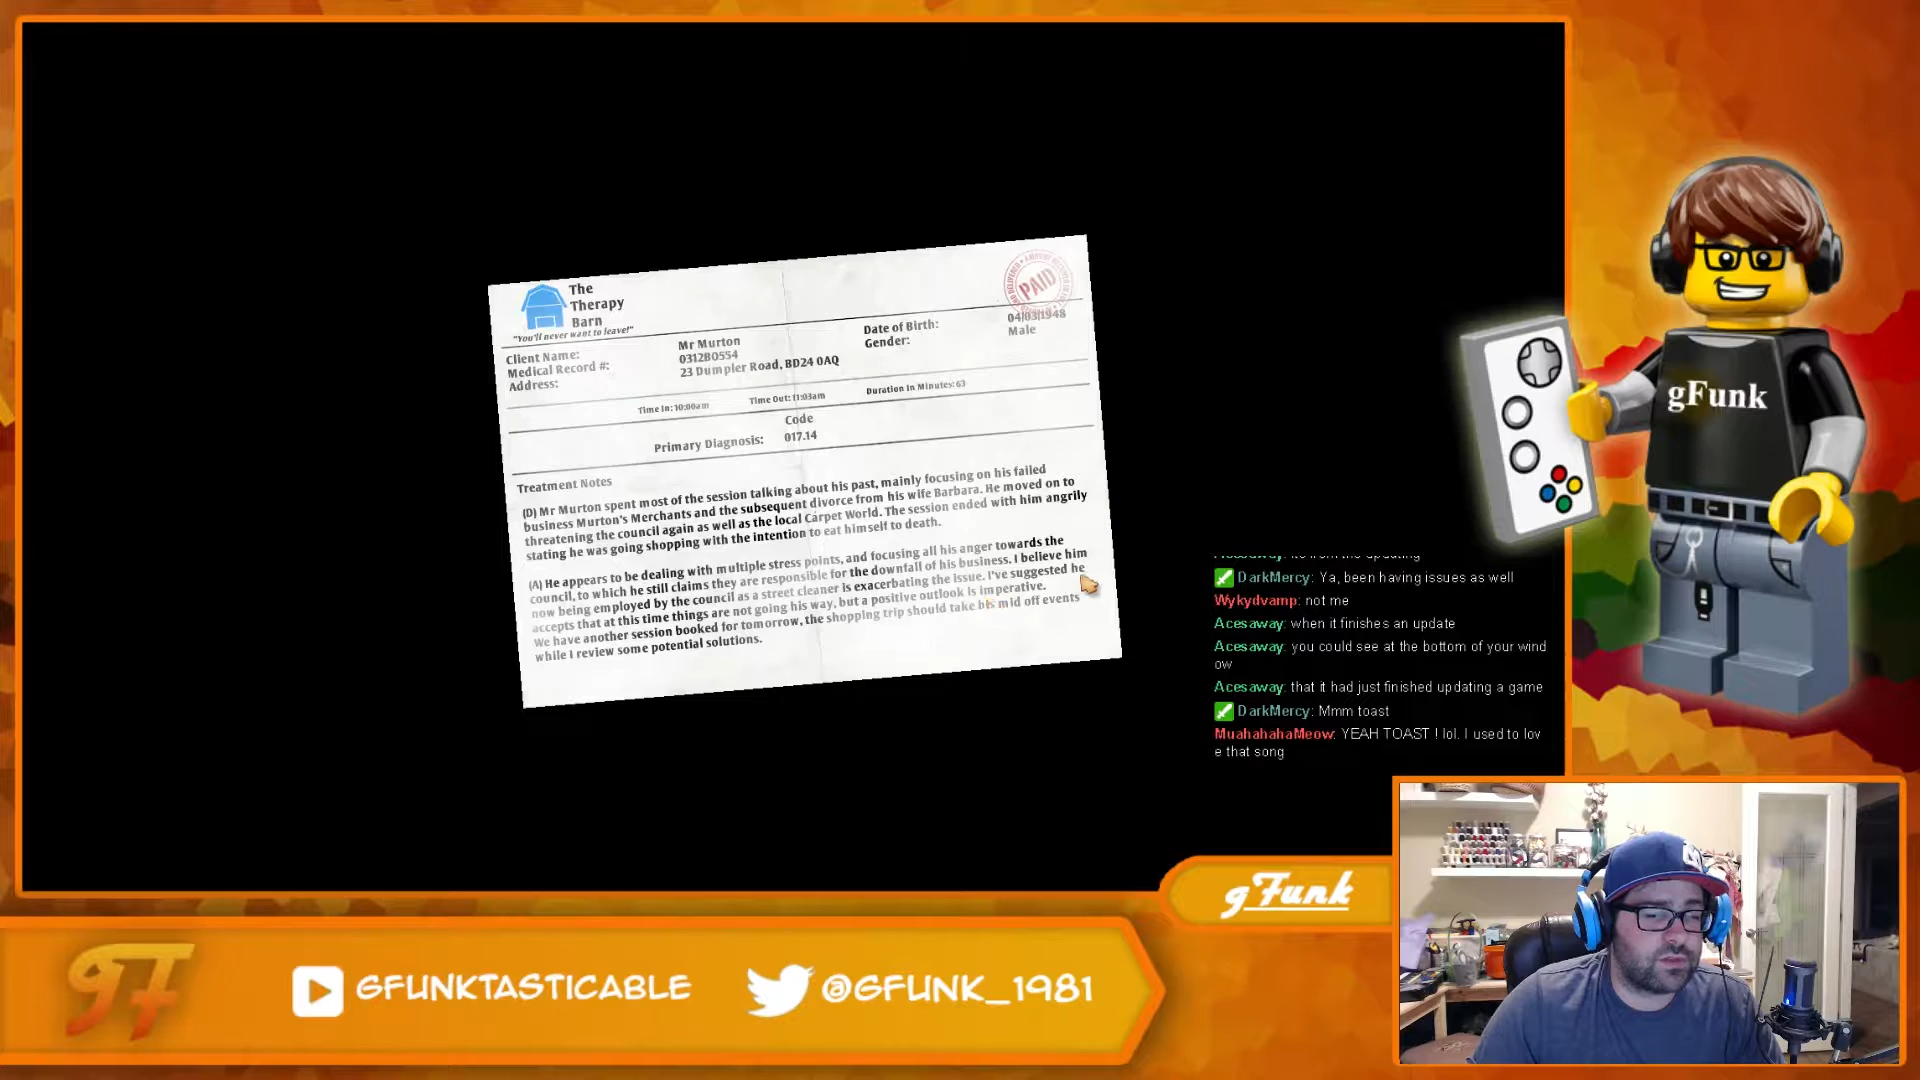 The
Therapy
Barn
"You'll never want to leave!"
PAID
Client Name: Mr Murton
Medical Record #: 0312B0554
Address: 23 Dumpler Road, BD24 0AQ
Date of Birth: 04/03/1948
Gender: Male
Time In: 10:00am Time Out: 11:03am Duration In Minutes: 63
Code
Primary Diagnosis: 017.14
Treatment Notes
(D) Mr Murton spent most of the session talking about his past, mainly focusing on his failed
business Murton's Merchants and the subsequent divorce from his wife Barbara. He moved on to
threatening the council again as well as the local Carpet World. The session ended with him angrily
stating he was going shopping with the intention to eat himself to death.
(A) He appears to be dealing with multiple stress points, and focusing all his anger towards the
council, to which he still claims they are responsible for the downfall of his business. I believe him
now being employed by the council as a street cleaner is exacerbating the issue. I've suggested he
accepts that at this time things are not going his way, but a positive outlook is imperative.
We have another session booked for tomorrow, the shopping trip should take his mid off events
while I review some potential solutions.
gFunk
DarkMercy: Ya, been having issues as well
Wykydvamp: not me
Acesaway: when it finishes an update
Acesaway: you could see at the bottom of your wind
ow
Acesaway: that it had just finished updating a game
DarkMercy: Mmm toast
MuahahahaMeow: YEAH TOAST ! lol. I used to lov
e that song
gFunk
gF
GFUNKTASTICABLE
@GFUNK_1981